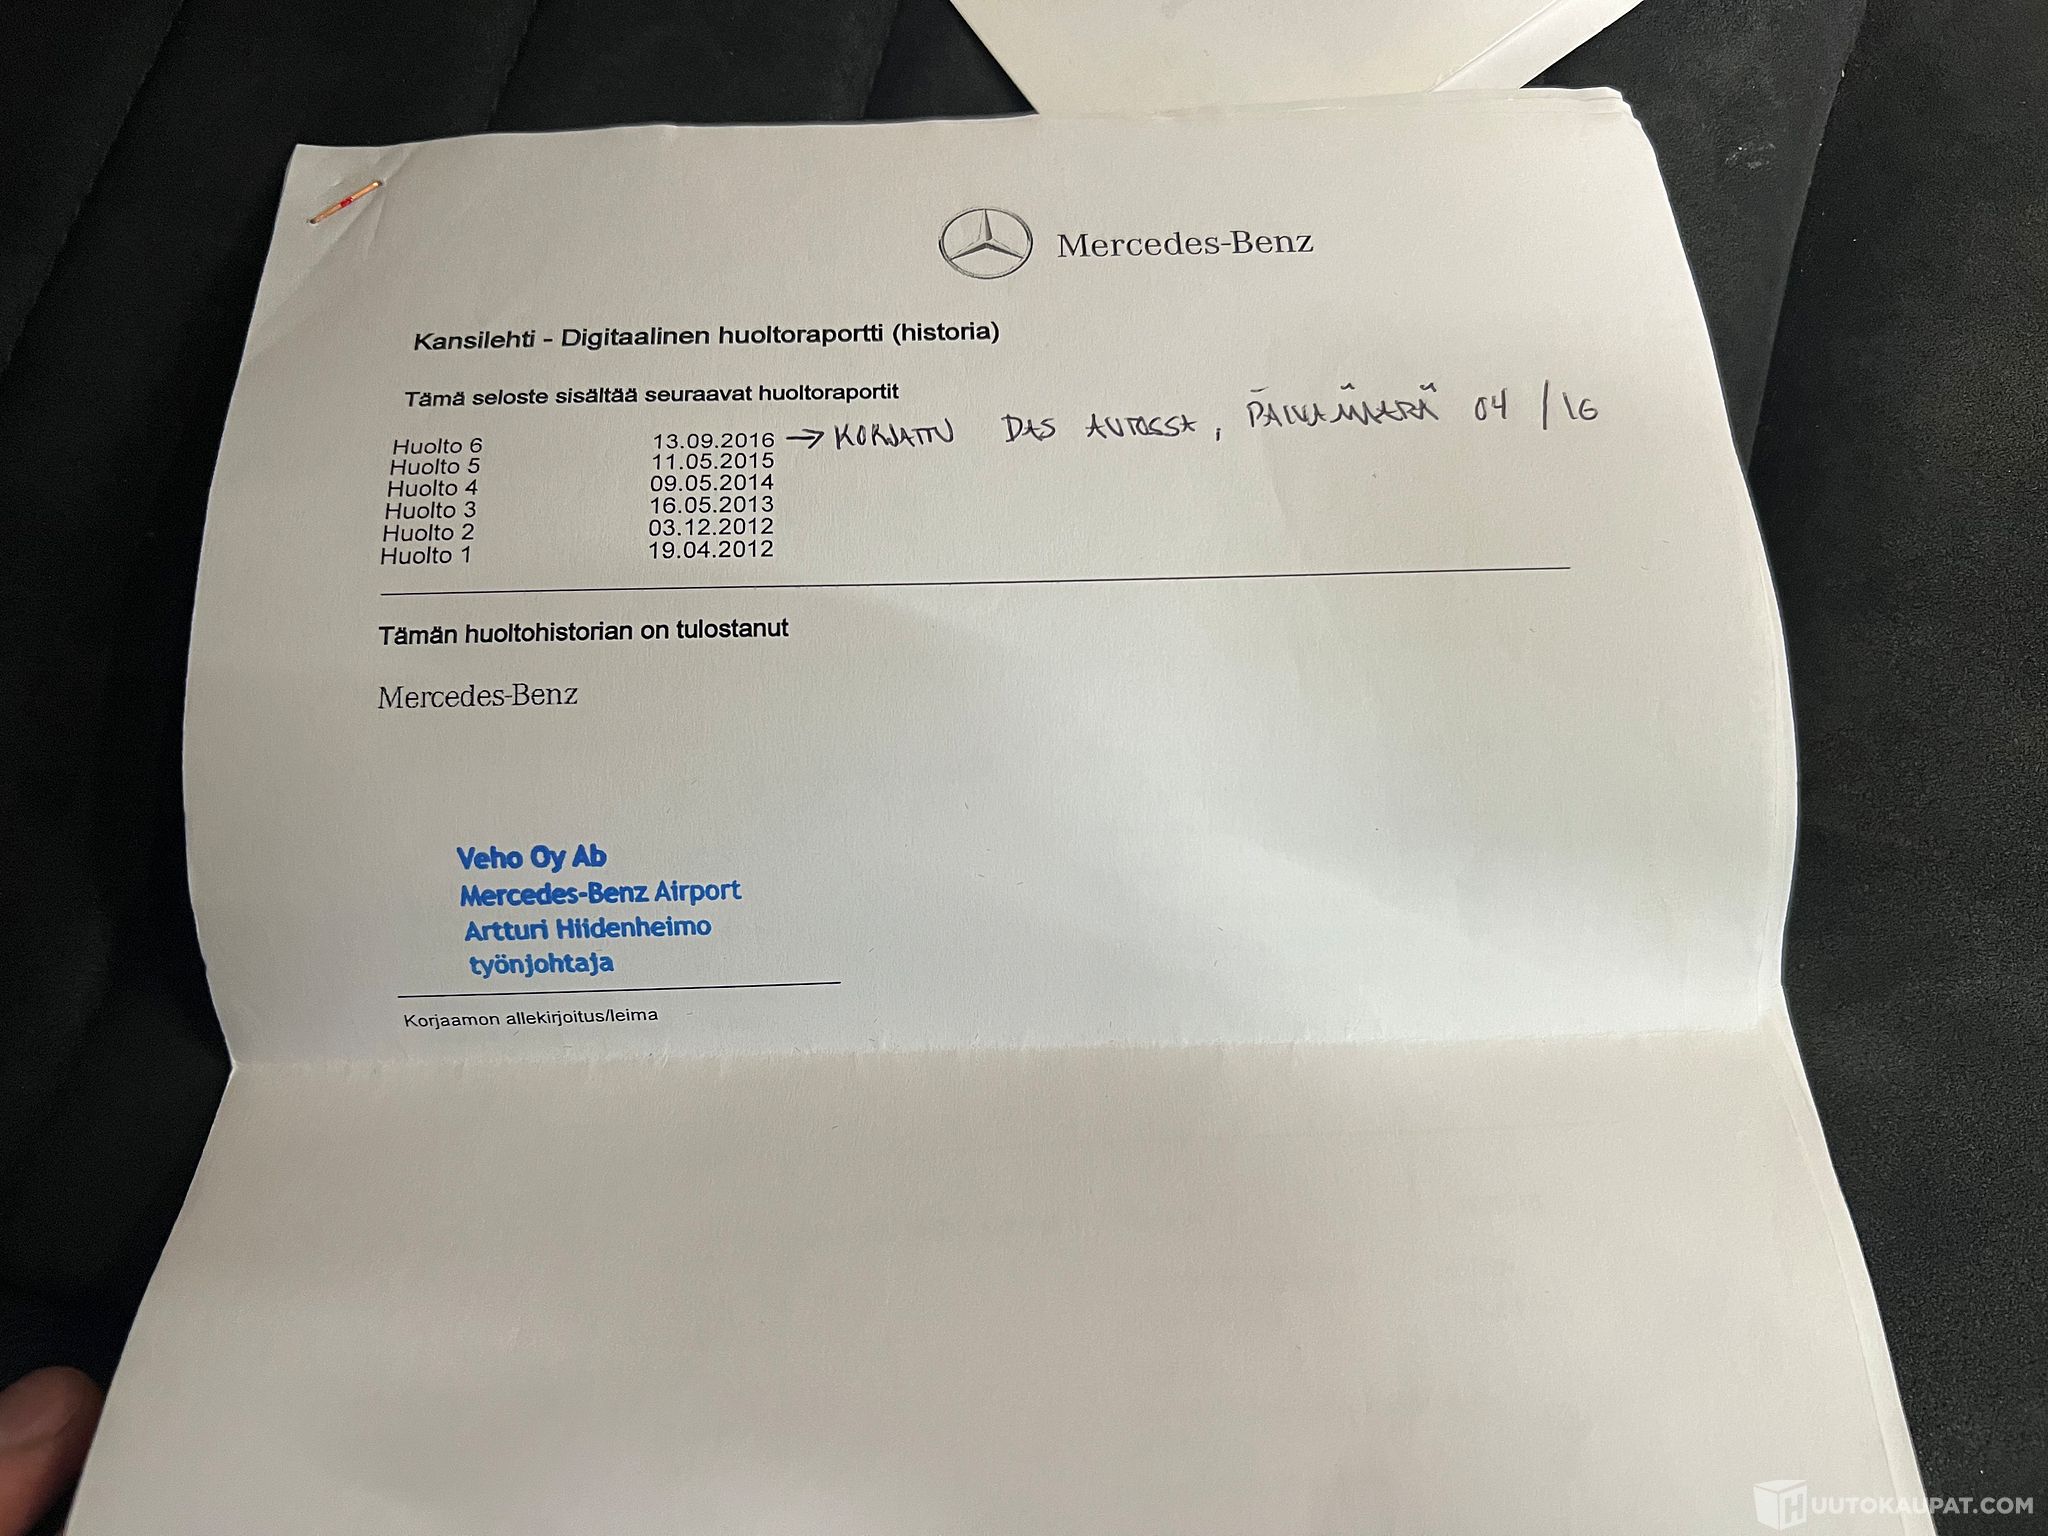 Mercedes-Benz
Kansilehti - Digitaalinen huoltoraportti (historia)
Tämä seloste sisältää seuraavat huoltoraportit
Huolto 6 13.09.2016 → KORJATTU DAS AUTOSSA, PÄIVÄMÄÄRÄ 04 / 16
Huolto 5 11.05.2015
Huolto 4 09.05.2014
Huolto 3 16.05.2013
Huolto 2 03.12.2012
Huolto 1 19.04.2012
Tämän huoltohistorian on tulostanut
Mercedes-Benz
Veho Oy Ab
Mercedes-Benz Airport
Artturi Hiidenheimo
työnjohtaja
Korjaamon allekirjoitus/leima
HUUTOKAUPAT.COM